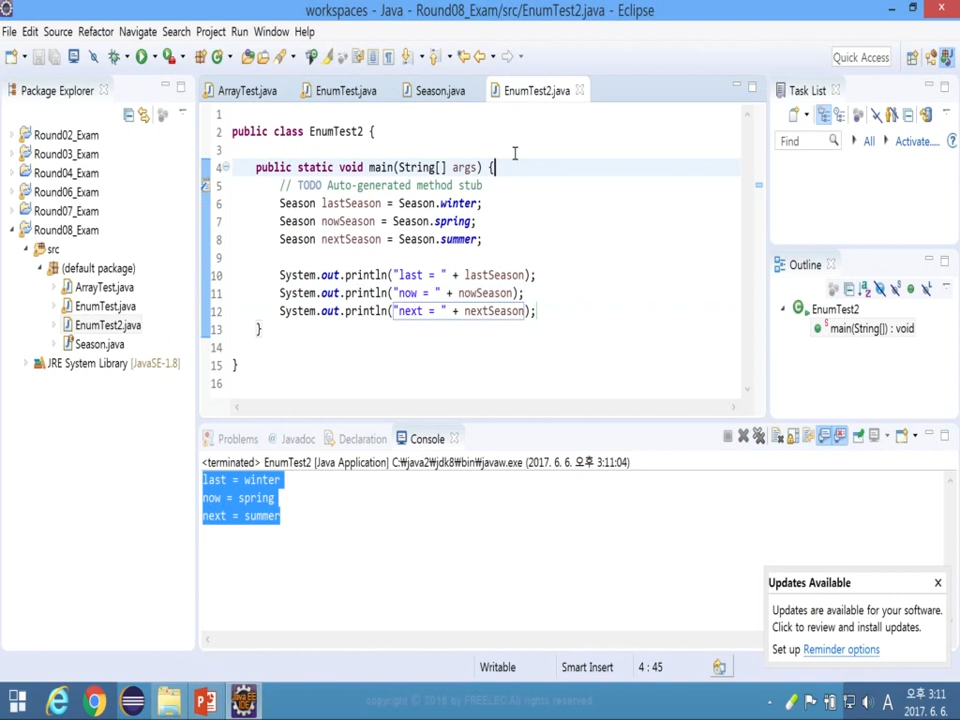 workspaces - Java - Round08_Exam/src/EnumTest2.java - Eclipse
File Edit Source Refactor Navigate Search Project Run Window Help
Quick Access
Package Explorer
Round02_Exam
Round03_Exam
Round04_Exam
Round06_Exam
Round07_Exam
Round08_Exam
src
(default package)
ArrayTest.java
EnumTest.java
EnumTest2.java
Season.java
JRE System Library [JavaSE-1.8]
ArrayTest.java EnumTest.java Season.java EnumTest2.java
1
2 public class EnumTest2 {
3
4 public static void main(String[] args) {
5 // TODO Auto-generated method stub
6 Season lastSeason = Season.winter;
7 Season nowSeason = Season.spring;
8 Season nextSeason = Season.summer;
9
10 System.out.println("last = " + lastSeason);
11 System.out.println("now = " + nowSeason);
12 System.out.println("next = " + nextSeason);
13 }
14
15 }
16
Task List
Find All Activate...
Outline
EnumTest2
main(String[]) : void
Problems Javadoc Declaration Console
<terminated> EnumTest2 [Java Application] C:₩java2₩jdk8₩bin₩javaw.exe (2017. 6. 6. 오후 3:11:04)
last = winter
now = spring
next = summer
Updates Available
Updates are available for your software.
Click to review and install updates.
Set up Reminder options
Writable Smart Insert 4 : 45
copyright © 2016 by FREELEC All rights reserved
A
오후 3:11
2017. 6. 6.